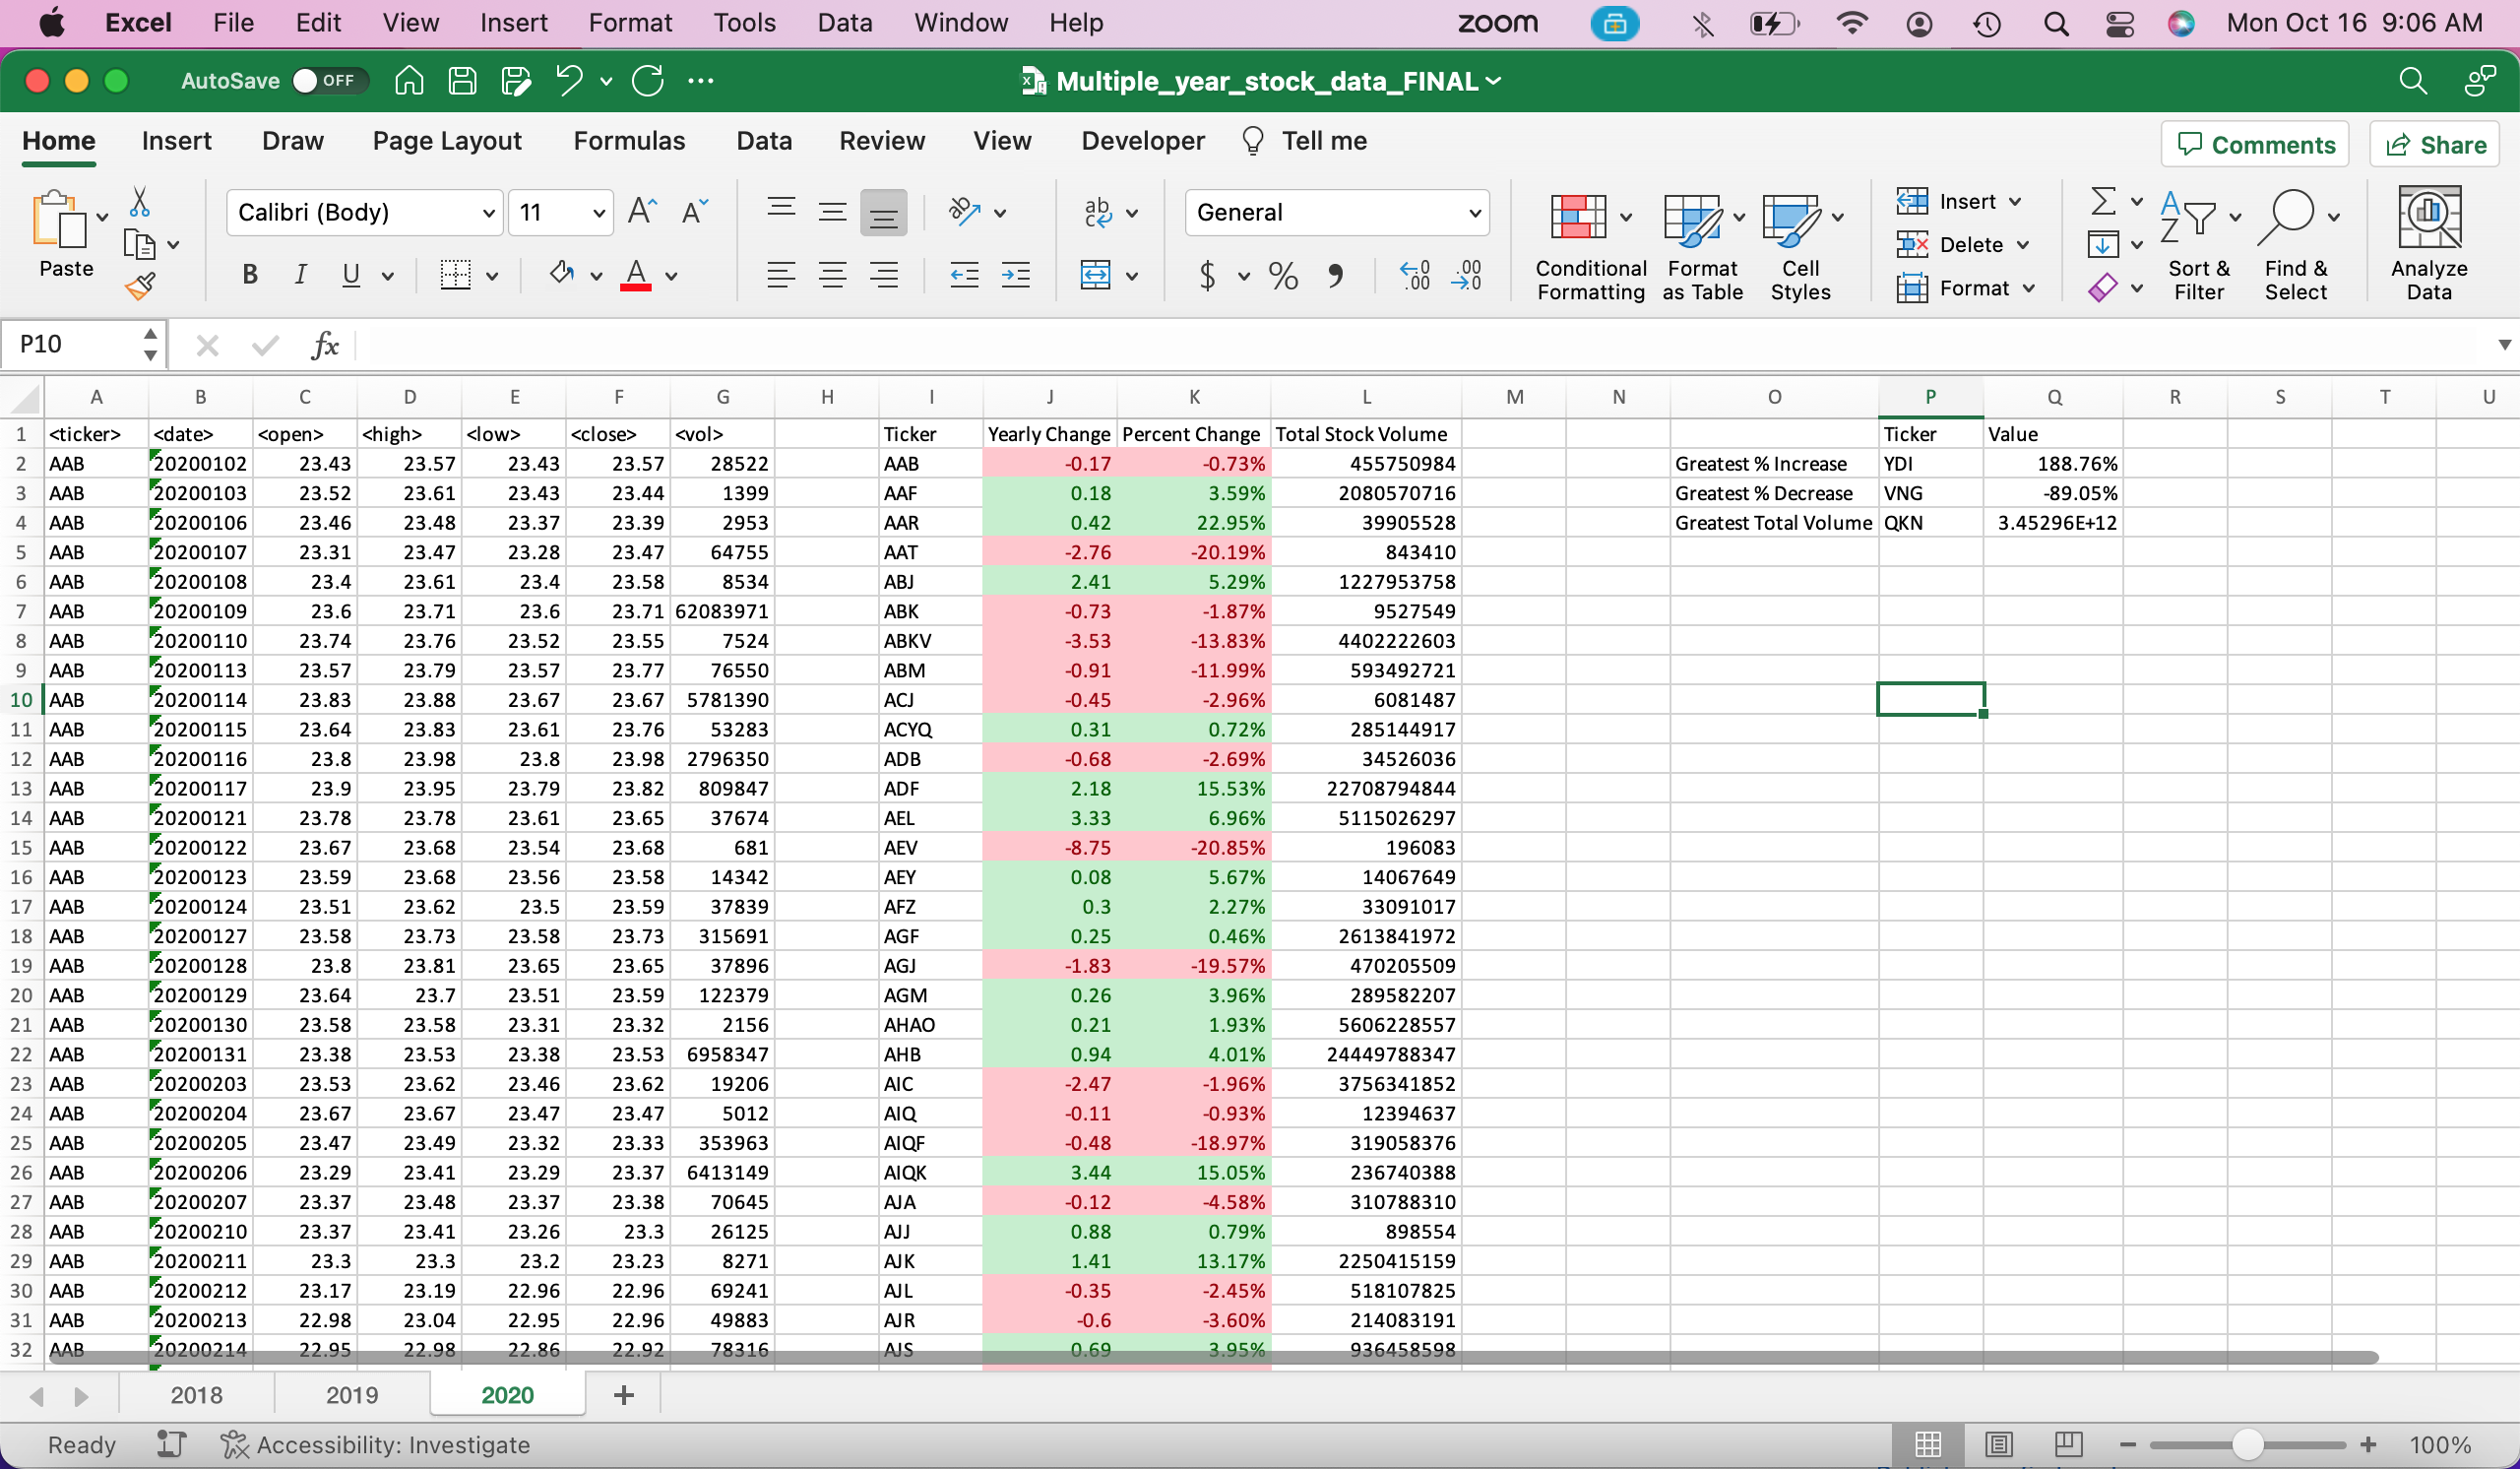 Excel File Edit View Insert Format Tools Data Window Help zoom Mon Oct 16 9:06 AM
AutoSave OFF Multiple_year_stock_data_FINAL
Home Insert Draw Page Layout Formulas Data Review View Developer Tell me Comments Share
Paste Calibri (Body) 11 General Conditional Formatting Format as Table Cell Styles Insert Delete Format Sort & Filter Find & Select Analyze Data
P10 fx
A B C D E F G H I J K L M N O P Q R S T U
1 <ticker> <date> <open> <high> <low> <close> <vol> Ticker Yearly Change Percent Change Total Stock Volume Ticker Value
2 AAB 20200102 23.43 23.57 23.43 23.57 28522 AAB -0.17 -0.73% 455750984 Greatest % Increase YDI 188.76%
3 AAB 20200103 23.52 23.61 23.43 23.44 1399 AAF 0.18 3.59% 2080570716 Greatest % Decrease VNG -89.05%
4 AAB 20200106 23.46 23.48 23.37 23.39 2953 AAR 0.42 22.95% 39905528 Greatest Total Volume QKN 3.45296E+12
5 AAB 20200107 23.31 23.47 23.28 23.47 64755 AAT -2.76 -20.19% 843410
6 AAB 20200108 23.4 23.61 23.4 23.58 8534 ABJ 2.41 5.29% 1227953758
7 AAB 20200109 23.6 23.71 23.6 23.71 62083971 ABK -0.73 -1.87% 9527549
8 AAB 20200110 23.74 23.76 23.52 23.55 7524 ABKV -3.53 -13.83% 4402222603
9 AAB 20200113 23.57 23.79 23.57 23.77 76550 ABM -0.91 -11.99% 593492721
10 AAB 20200114 23.83 23.88 23.67 23.67 5781390 ACJ -0.45 -2.96% 6081487
11 AAB 20200115 23.64 23.83 23.61 23.76 53283 ACYQ 0.31 0.72% 285144917
12 AAB 20200116 23.8 23.98 23.8 23.98 2796350 ADB -0.68 -2.69% 34526036
13 AAB 20200117 23.9 23.95 23.79 23.82 809847 ADF 2.18 15.53% 22708794844
14 AAB 20200121 23.78 23.78 23.61 23.65 37674 AEL 3.33 6.96% 5115026297
15 AAB 20200122 23.67 23.68 23.54 23.68 681 AEV -8.75 -20.85% 196083
16 AAB 20200123 23.59 23.68 23.56 23.58 14342 AEY 0.08 5.67% 14067649
17 AAB 20200124 23.51 23.62 23.5 23.59 37839 AFZ 0.3 2.27% 33091017
18 AAB 20200127 23.58 23.73 23.58 23.73 315691 AGF 0.25 0.46% 2613841972
19 AAB 20200128 23.8 23.81 23.65 23.65 37896 AGJ -1.83 -19.57% 470205509
20 AAB 20200129 23.64 23.7 23.51 23.59 122379 AGM 0.26 3.96% 289582207
21 AAB 20200130 23.58 23.58 23.31 23.32 2156 AHAO 0.21 1.93% 5606228557
22 AAB 20200131 23.38 23.53 23.38 23.53 6958347 AHB 0.94 4.01% 24449788347
23 AAB 20200203 23.53 23.62 23.46 23.62 19206 AIC -2.47 -1.96% 3756341852
24 AAB 20200204 23.67 23.67 23.47 23.47 5012 AIQ -0.11 -0.93% 12394637
25 AAB 20200205 23.47 23.49 23.32 23.33 353963 AIQF -0.48 -18.97% 319058376
26 AAB 20200206 23.29 23.41 23.29 23.37 6413149 AIQK 3.44 15.05% 236740388
27 AAB 20200207 23.37 23.48 23.37 23.38 70645 AJA -0.12 -4.58% 310788310
28 AAB 20200210 23.37 23.41 23.26 23.3 26125 AJJ 0.88 0.79% 898554
29 AAB 20200211 23.3 23.3 23.2 23.23 8271 AJK 1.41 13.17% 2250415159
30 AAB 20200212 23.17 23.19 22.96 22.96 69241 AJL -0.35 -2.45% 518107825
31 AAB 20200213 22.98 23.04 22.95 22.96 49883 AJR -0.6 -3.60% 214083191
32 AAB 20200214 22.95 22.98 22.86 22.92 78316 AJS 0.69 3.95% 936458598
2018 2019 2020
Ready Accessibility: Investigate 100%